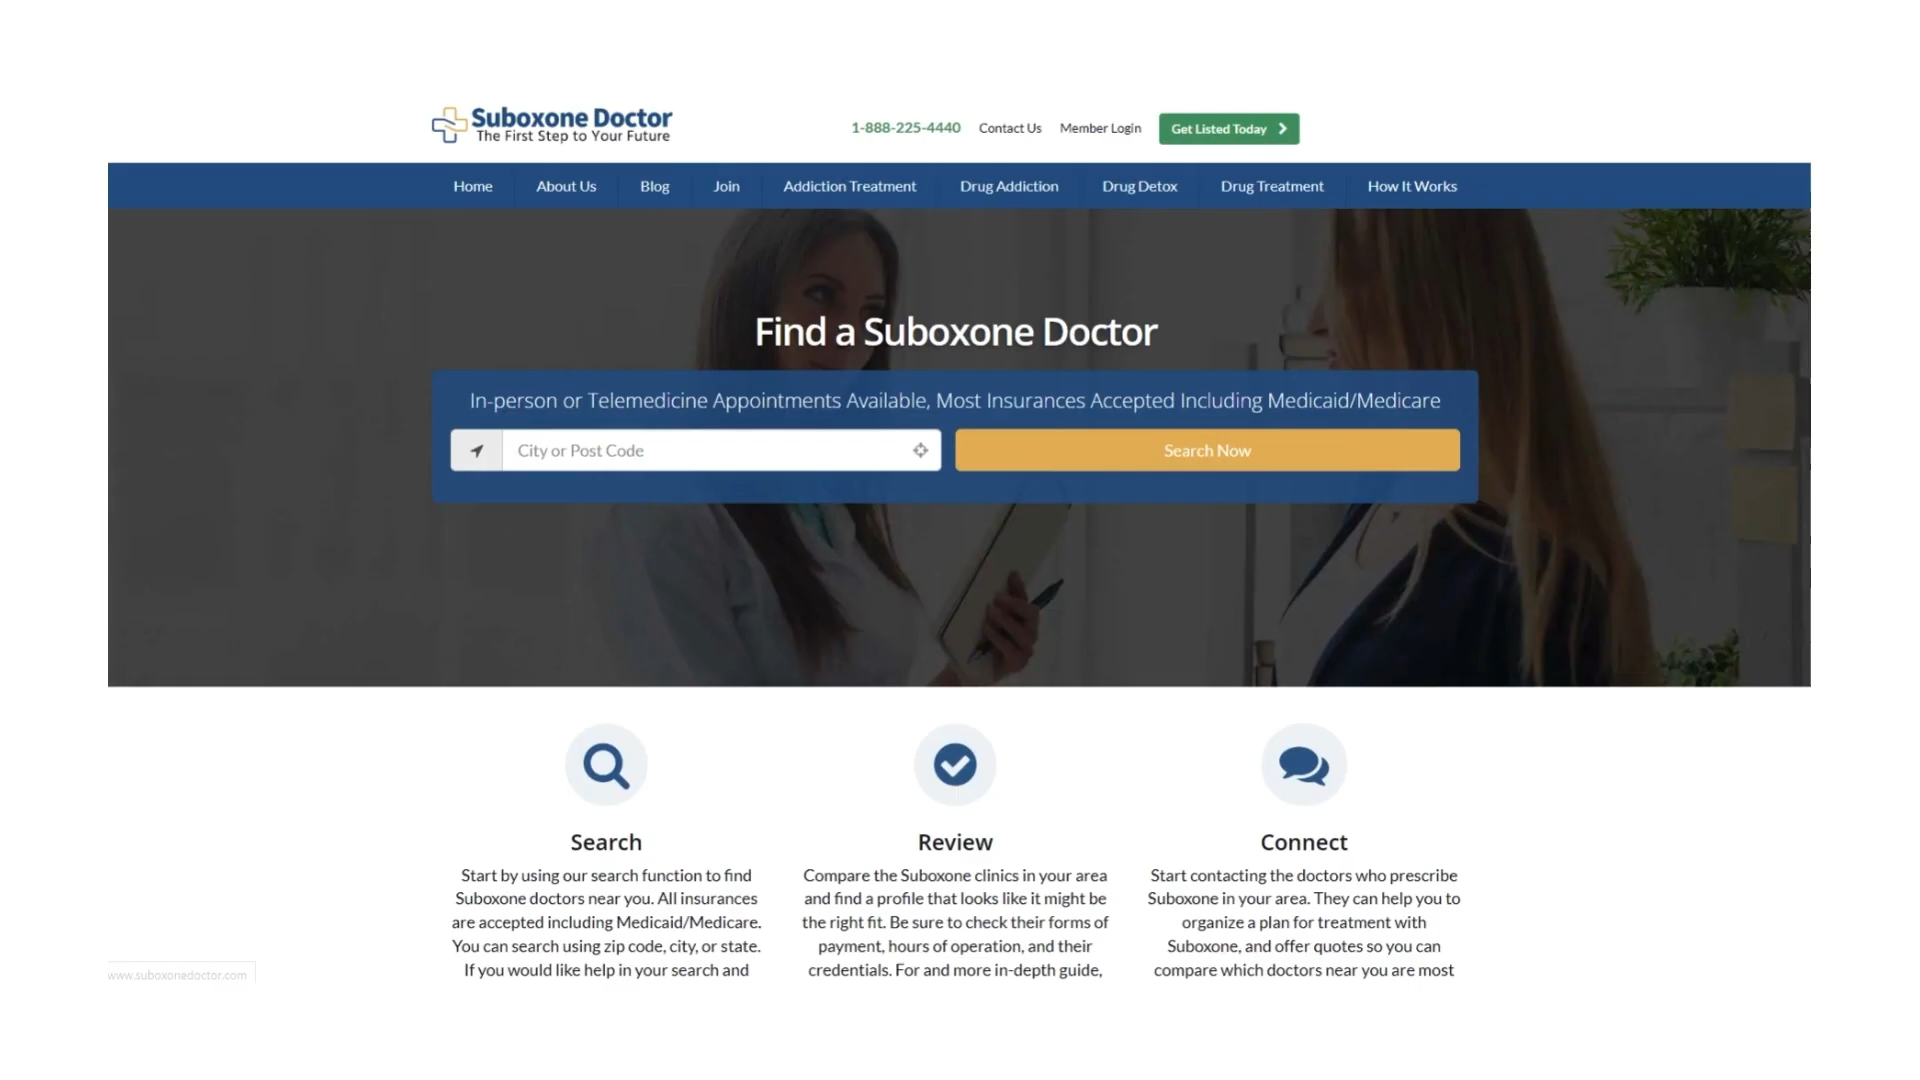 Suboxone Doctor
The First Step to Your Future
1-888-225-4440 Contact Us Member Login Get Listed Today
Home About Us Blog Join Addiction Treatment Drug Addiction Drug Detox Drug Treatment How It Works
Find a Suboxone Doctor
In-person or Telemedicine Appointments Available, Most Insurances Accepted Including Medicaid/Medicare
City or Post Code Search Now
Search
Start by using our search function to find
Suboxone doctors near you. All insurances
are accepted including Medicaid/Medicare.
You can search using zip code, city, or state.
If you would like help in your search and
Review
Compare the Suboxone clinics in your area
and find a profile that looks like it might be
the right fit. Be sure to check their forms of
payment, hours of operation, and their
credentials. For and more in-depth guide,
Connect
Start contacting the doctors who prescribe
Suboxone in your area. They can help you to
organize a plan for treatment with
Suboxone, and offer quotes so you can
compare which doctors near you are most
www.suboxonedoctor.com